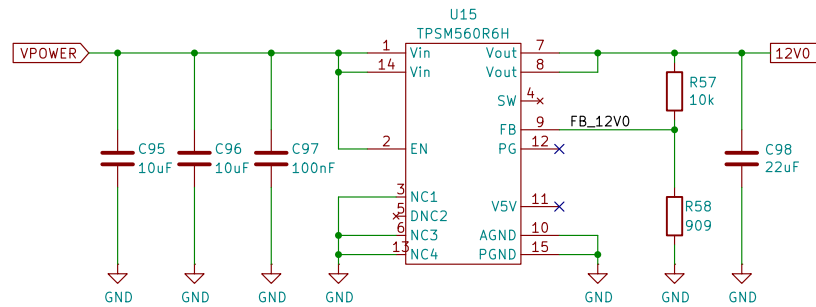 U15
TPSM560R6H
VPOWER
1 Vin
14 Vin
2 EN
3 NC1
5 DNC2
6 NC3
13 NC4
Vout 7
Vout 8
SW 4
FB 9
PG 12
V5V 11
AGND 10
PGND 15
FB_12V0
12V0
R57
10k
R58
909
C95
10uF
C96
10uF
C97
100nF
C98
22uF
GND
GND
GND
GND
GND
GND
GND